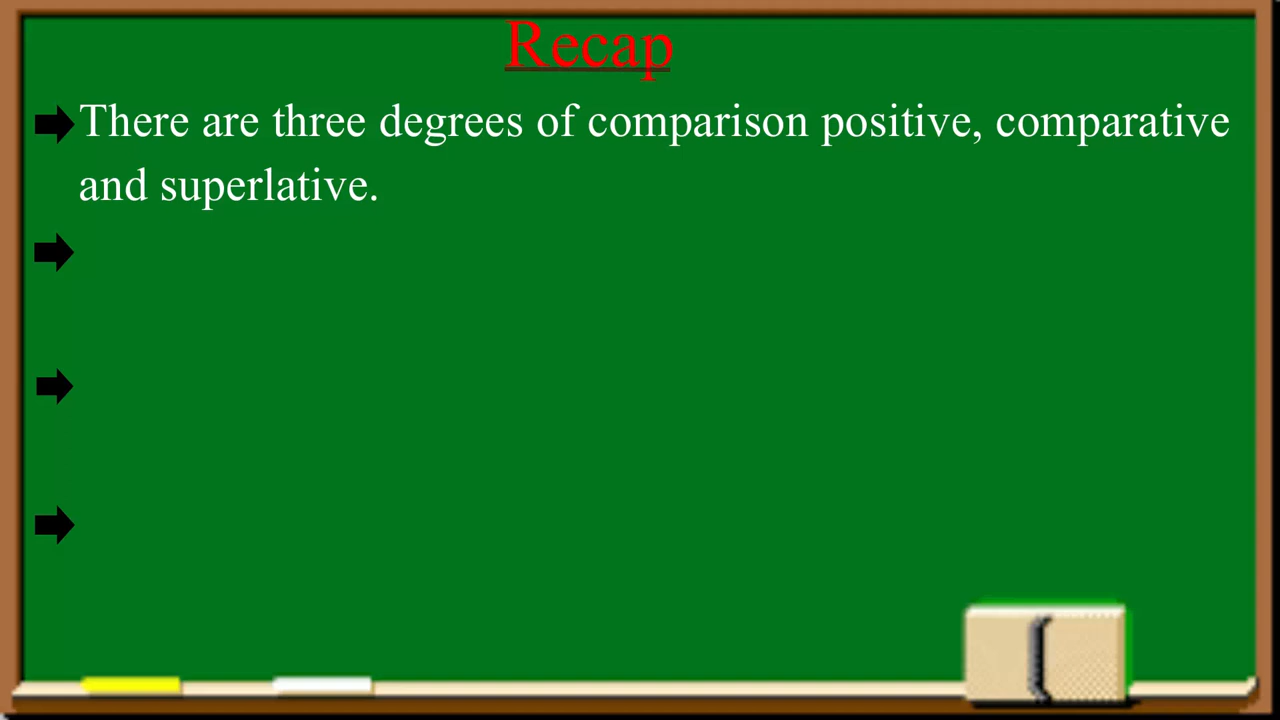 Recap
There are three degrees of comparison positive, comparative
and superlative.